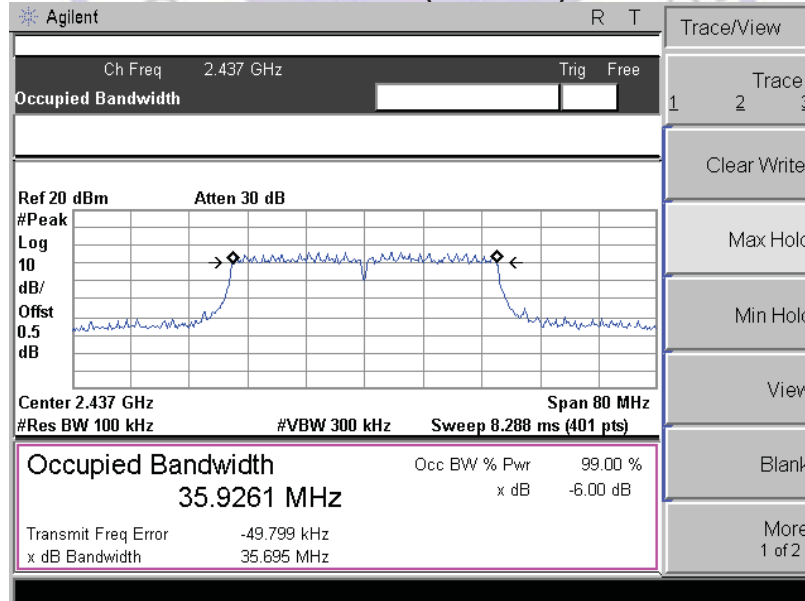 Agilent R T
Trace/View
Ch Freq 2.437 GHz Trig Free
Occupied Bandwidth
Trace
1 2 3
Clear Write
Max Hold
Min Hold
View
Blank
More
1 of 2
Ref 20 dBm Atten 30 dB
#Peak
Log
10
dB/
Offst
0.5
dB
Center 2.437 GHz Span 80 MHz
#Res BW 100 kHz #VBW 300 kHz Sweep 8.288 ms (401 pts)
Occupied Bandwidth
35.9261 MHz
Occ BW % Pwr 99.00 %
x dB -6.00 dB
Transmit Freq Error -49.799 kHz
x dB Bandwidth 35.695 MHz